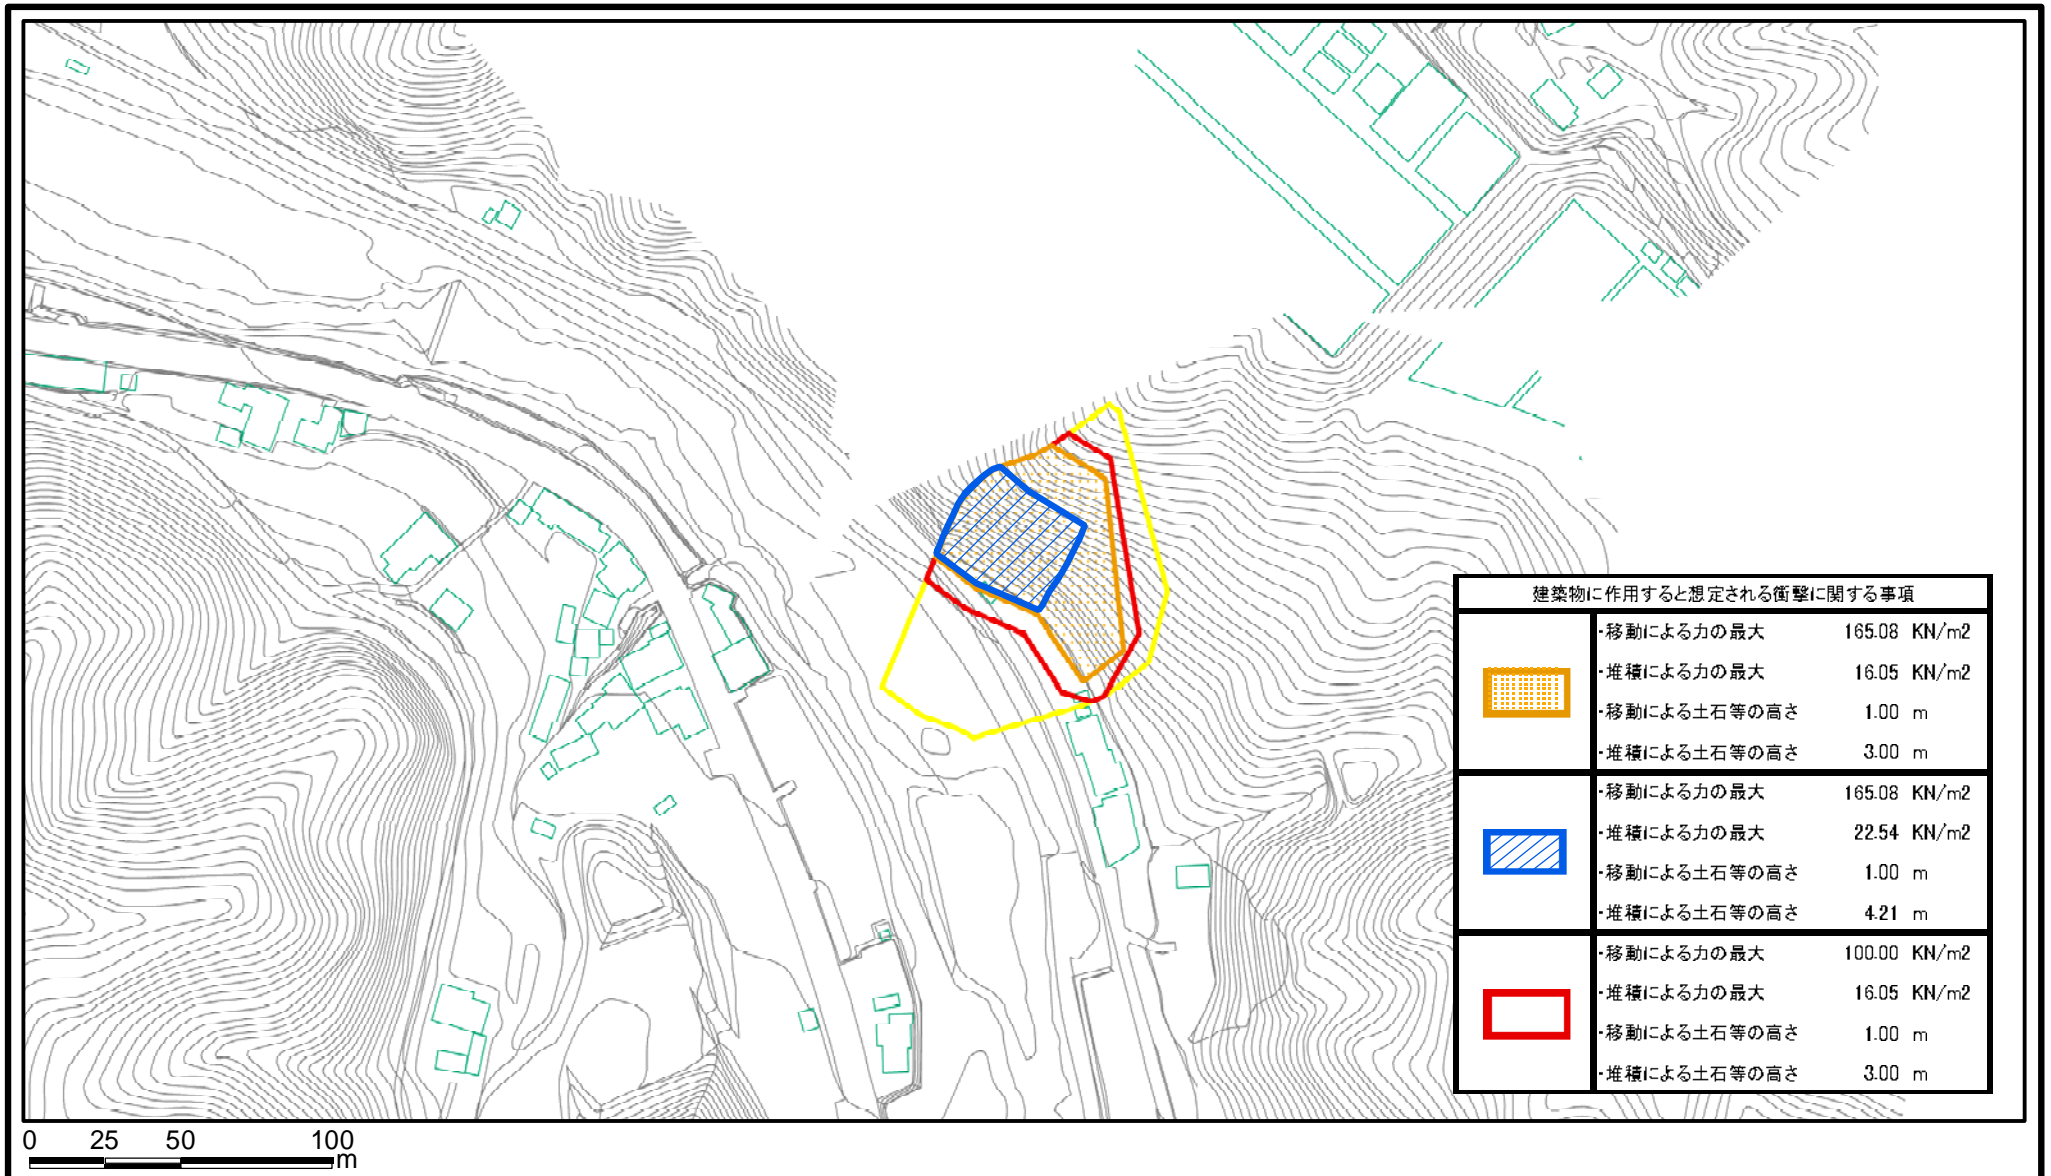 建築物に作用すると想定される衝撃に関する事項
・移動による力の最大 165.08 KN/m2
・堆積による力の最大 16.05 KN/m2
・移動による土石等の高さ 1.00 m
・堆積による土石等の高さ 3.00 m
・移動による力の最大 165.08 KN/m2
・堆積による力の最大 22.54 KN/m2
・移動による土石等の高さ 1.00 m
・堆積による土石等の高さ 4.21 m
・移動による力の最大 100.00 KN/m2
・堆積による力の最大 16.05 KN/m2
・移動による土石等の高さ 1.00 m
・堆積による土石等の高さ 3.00 m
0 25 50 100
m